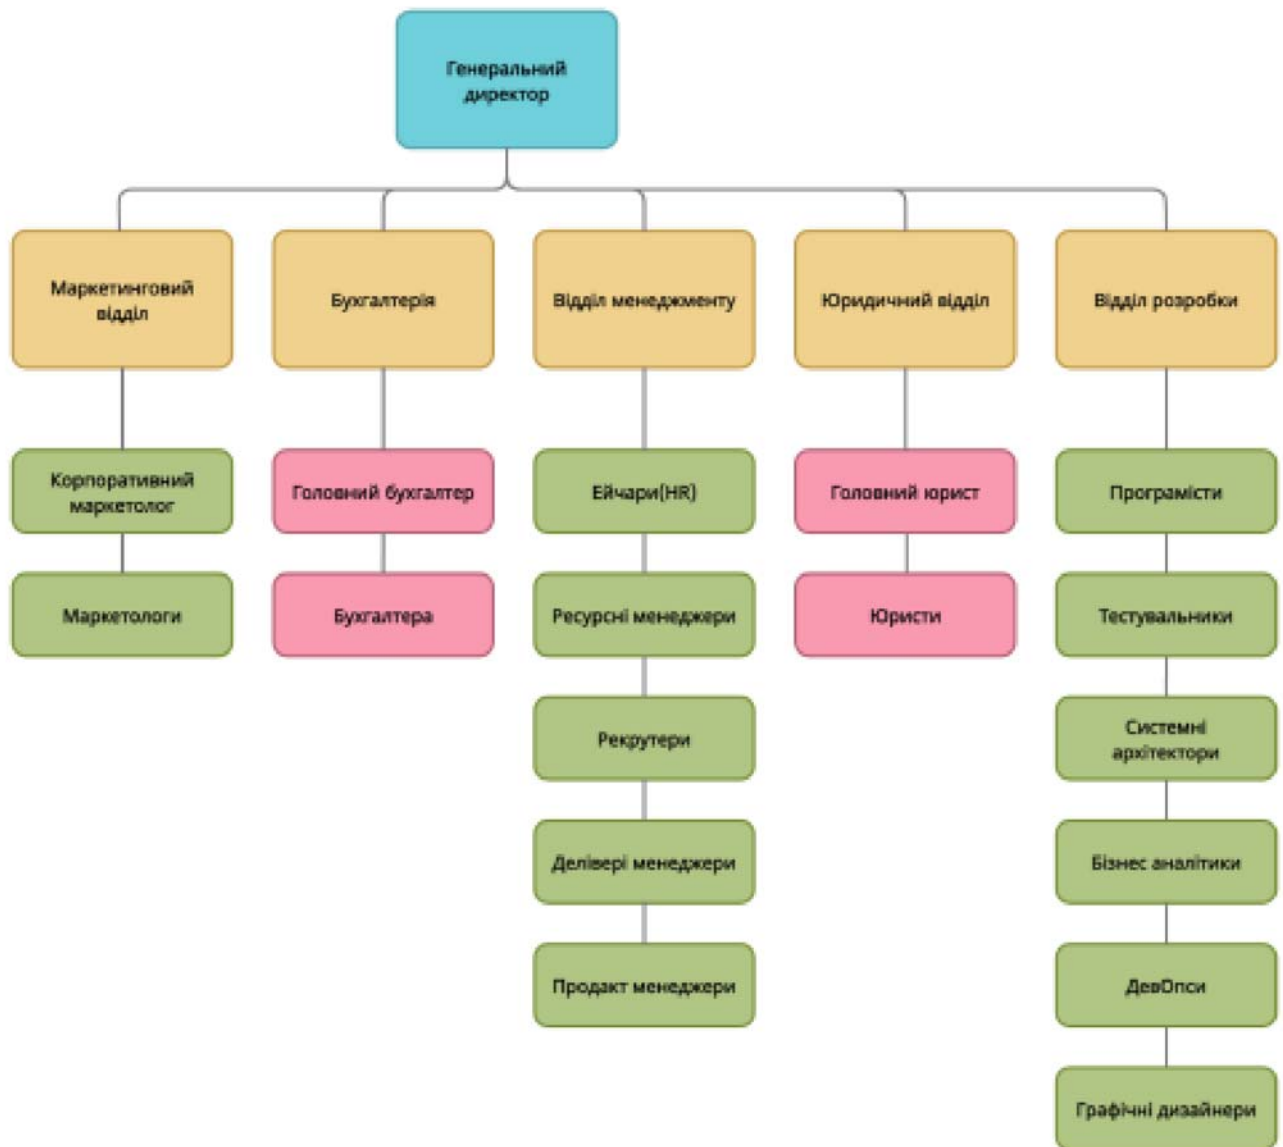 Генеральний
директор
Маркетинговий
відділ
Бухгалтерія
Відділ менеджменту
Юридичний відділ
Відділ розробки
Корпоративний
маркетолог
Головний бухгалтер
Ейчари(HR)
Головний юрист
Програмісти
Маркетологи
Бухгалтера
Ресурсні менеджери
Юристи
Тестувальники
Рекрутери
Системні
архітектори
Делівері менеджери
Бізнес аналітики
Продакт менеджери
ДевОпси
Графічні дизайнери